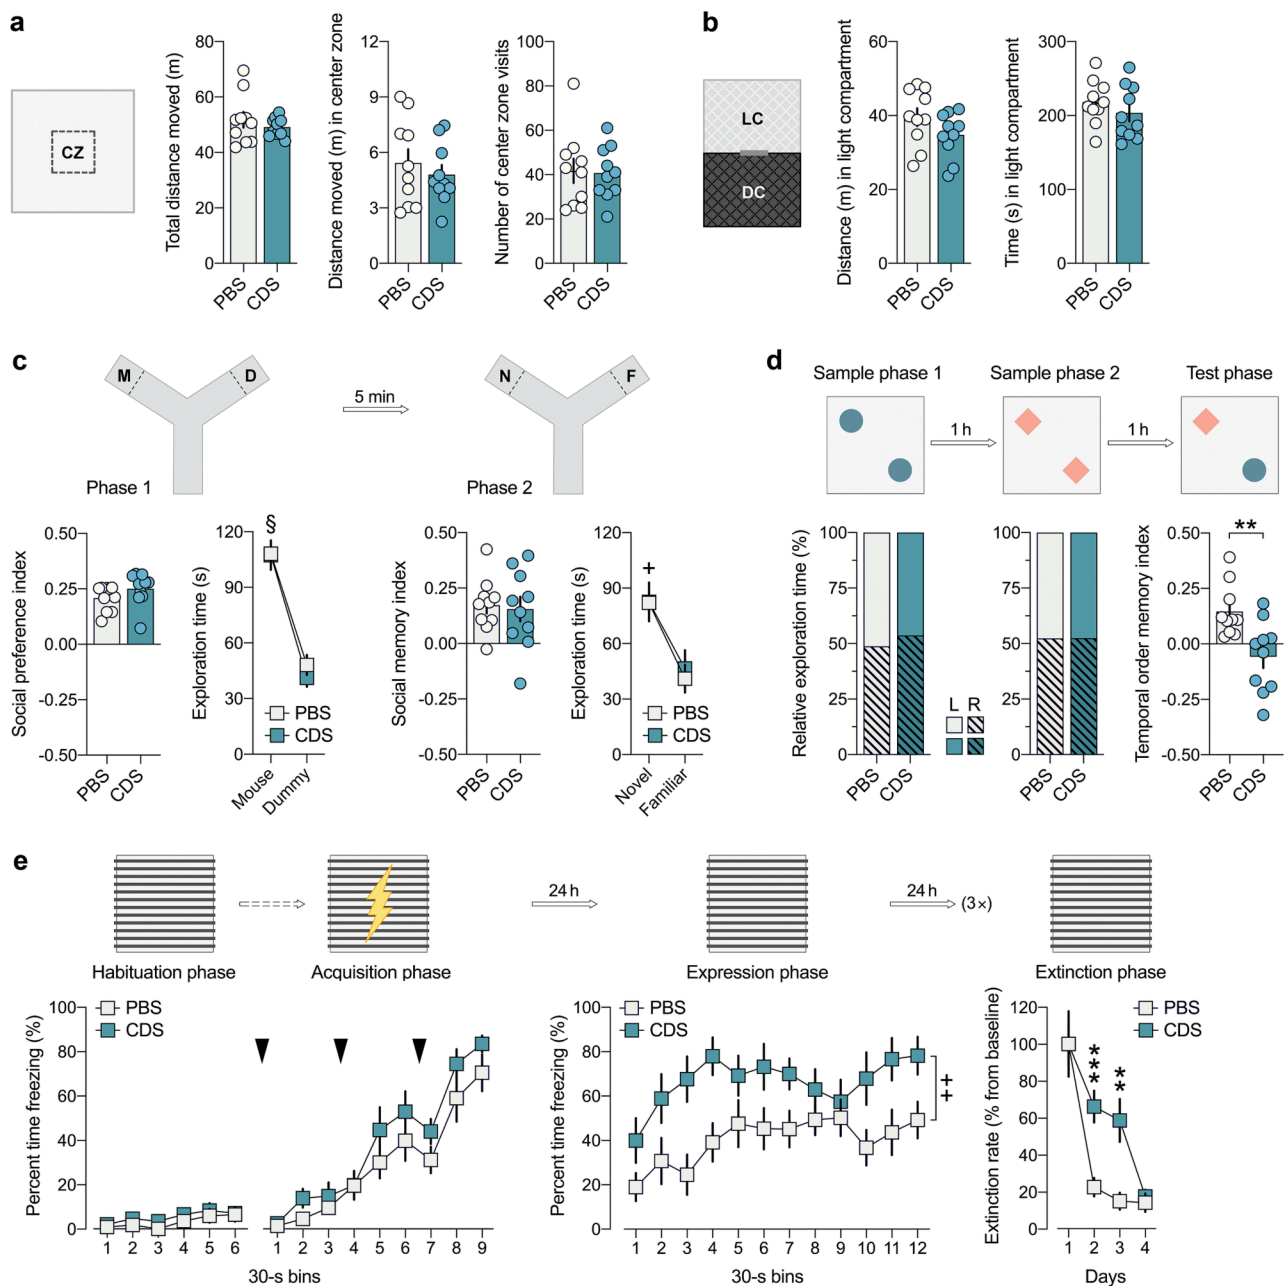 a
CZ
Total distance moved (m)
80
60
40
20
0
PBS
CDS
Distance moved (m) in center zone
12
9
6
3
0
PBS
CDS
Number of center zone visits
100
80
60
40
20
0
PBS
CDS
b
LC
DC
Distance (m) in light compartment
60
40
20
0
PBS
CDS
Time (s) in light compartment
300
200
100
0
PBS
CDS
c
M
D
5 min
N
F
Phase 1
Phase 2
Social preference index
0.50
0.25
0.00
-0.25
-0.50
PBS
CDS
Exploration time (s)
120
90
60
30
0
§
PBS
CDS
Mouse
Dummy
Social memory index
0.50
0.25
0.00
-0.25
-0.50
PBS
CDS
Exploration time (s)
120
90
60
30
0
+
PBS
CDS
Novel
Familiar
d
Sample phase 1
Sample phase 2
Test phase
1 h
1 h
Relative exploration time (%)
100
75
50
25
0
PBS
CDS
L R
100
75
50
25
0
PBS
CDS
Temporal order memory index
0.50
0.25
0.00
-0.25
-0.50
**
PBS
CDS
e
24 h
24 h
(3×)
Habituation phase
Acquisition phase
Expression phase
Extinction phase
Percent time freezing (%)
100
80
60
40
20
0
PBS
CDS
1 2 3 4 5 6
1 2 3 4 5 6 7 8 9
30-s bins
Percent time freezing (%)
100
80
60
40
20
0
PBS
CDS
++
1 2 3 4 5 6 7 8 9 10 11 12
30-s bins
Extinction rate (% from baseline)
120
100
80
60
40
20
0
PBS
CDS
***
**
1 2 3 4
Days